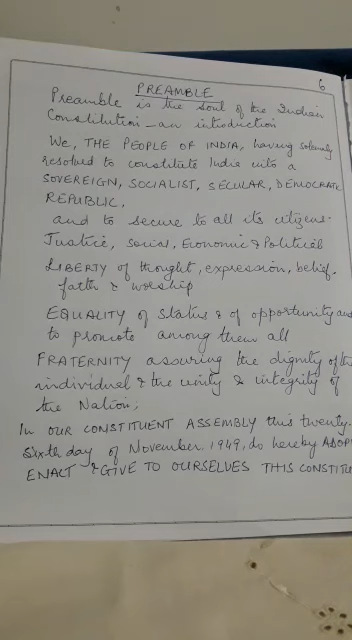 6
PREAMBLE
Preamble is the soul of the Indian
Constitution - an introduction
We, THE PEOPLE OF INDIA, having solemnly
resolved to constitute India into a
SOVEREIGN, SOCIALIST, SECULAR, DEMOCRATIC
REPUBLIC,
and to secure to all its citizens:
Justice, Social, Economic & Political
LIBERTY of thought, expression, belief,
faith & worship
EQUALITY of status & of opportunity and
to promote among them all
FRATERNITY assuring the dignity of the
individual & the unity & integrity of
the Nation;
In OUR CONSTITUENT ASSEMBLY this twenty-
sixth day of November 1949, do hereby ADOPT
ENACT & GIVE TO OURSELVES THIS CONSTITU